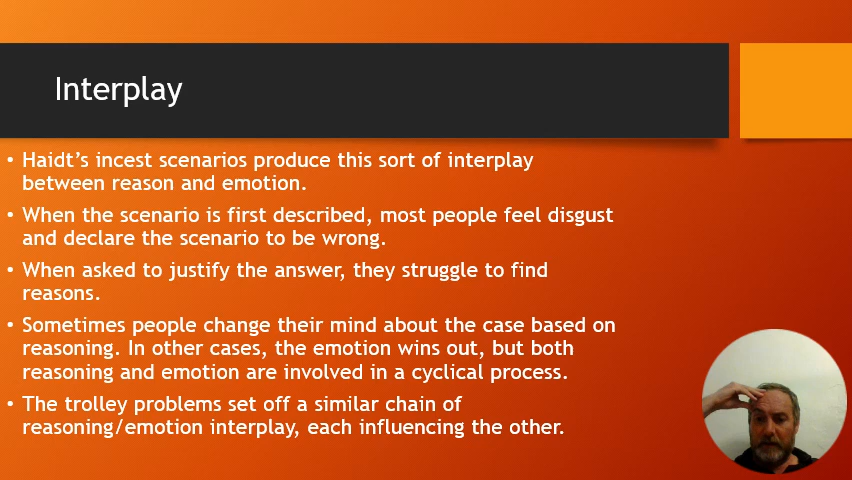 Interplay
• Haidt's incest scenarios produce this sort of interplay
between reason and emotion.
• When the scenario is first described, most people feel disgust
and declare the scenario to be wrong.
• When asked to justify the answer, they struggle to find
reasons.
• Sometimes people change their mind about the case based on
reasoning. In other cases, the emotion wins out, but both
reasoning and emotion are involved in a cyclical process.
• The trolley problems set off a similar chain of
reasoning/emotion interplay, each influencing the other.